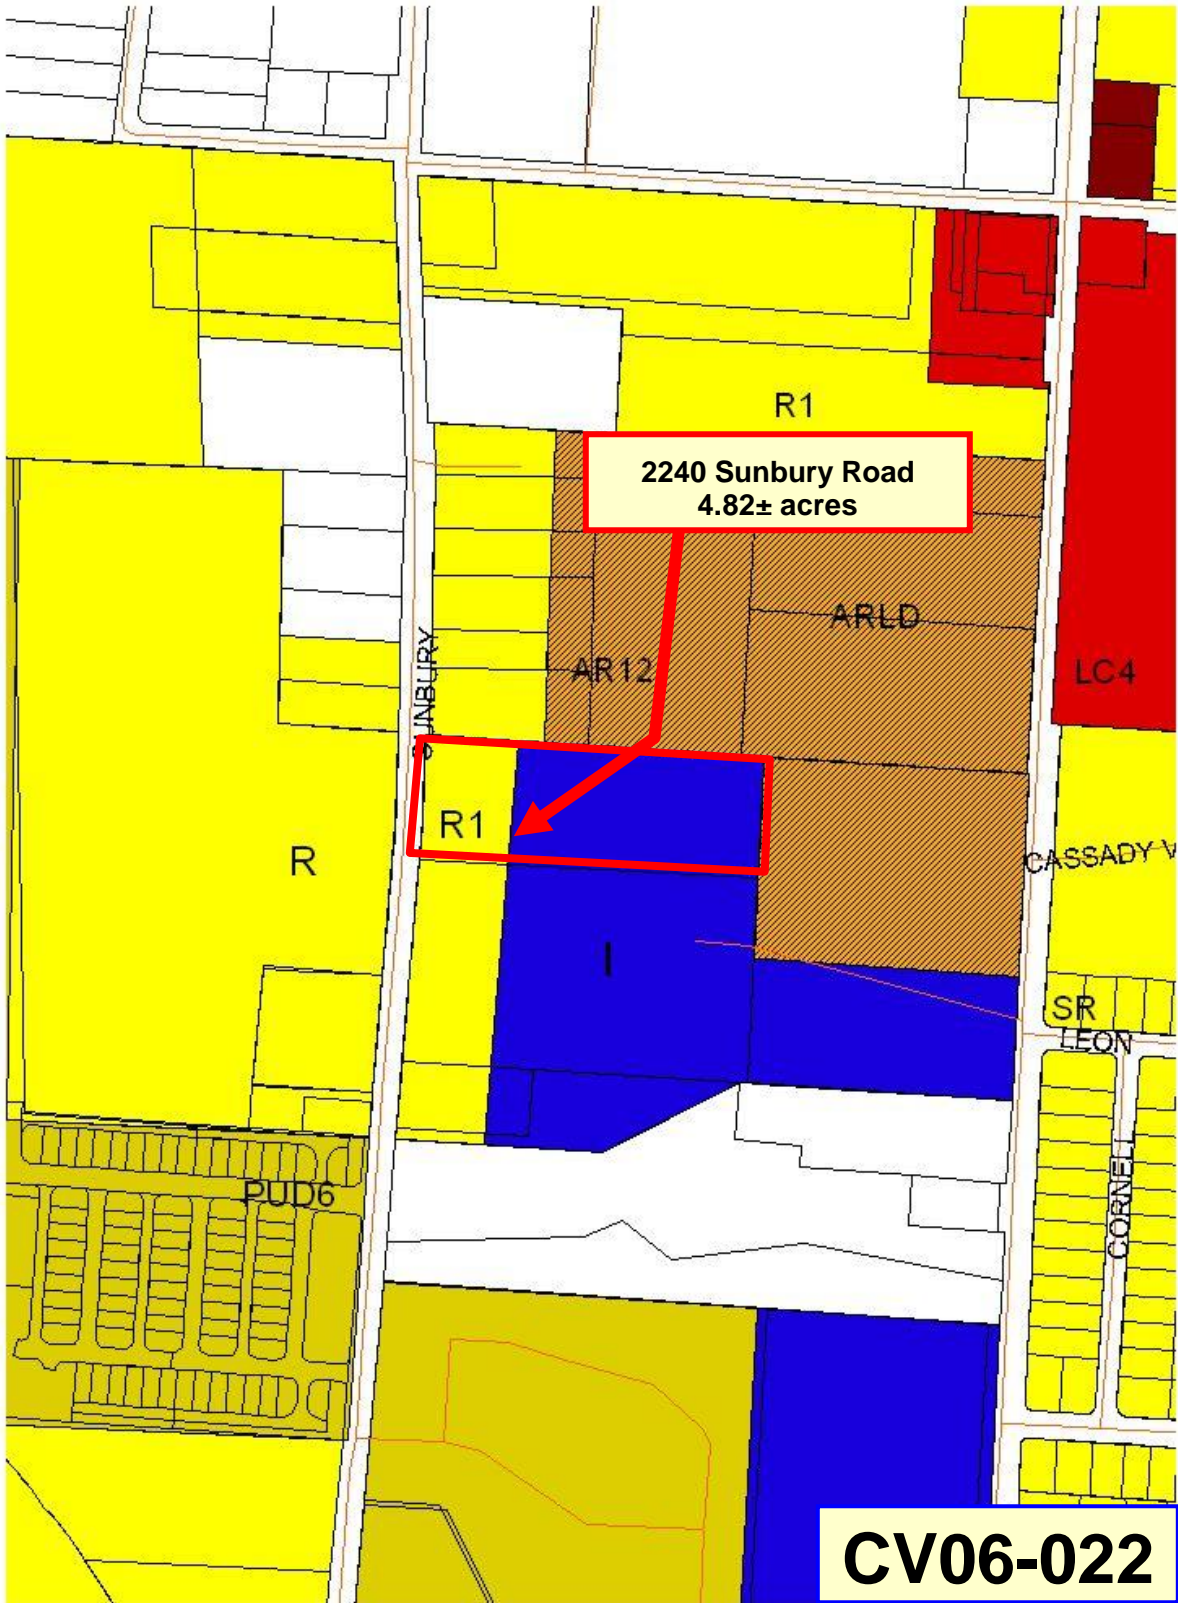 R1
2240 Sunbury Road
4.82± acres
ARLD
AR12
LC4
SUNBURY
R1
R
CASSADY V
I
SR
LEON
CORNELL
PUD6
CV06-022